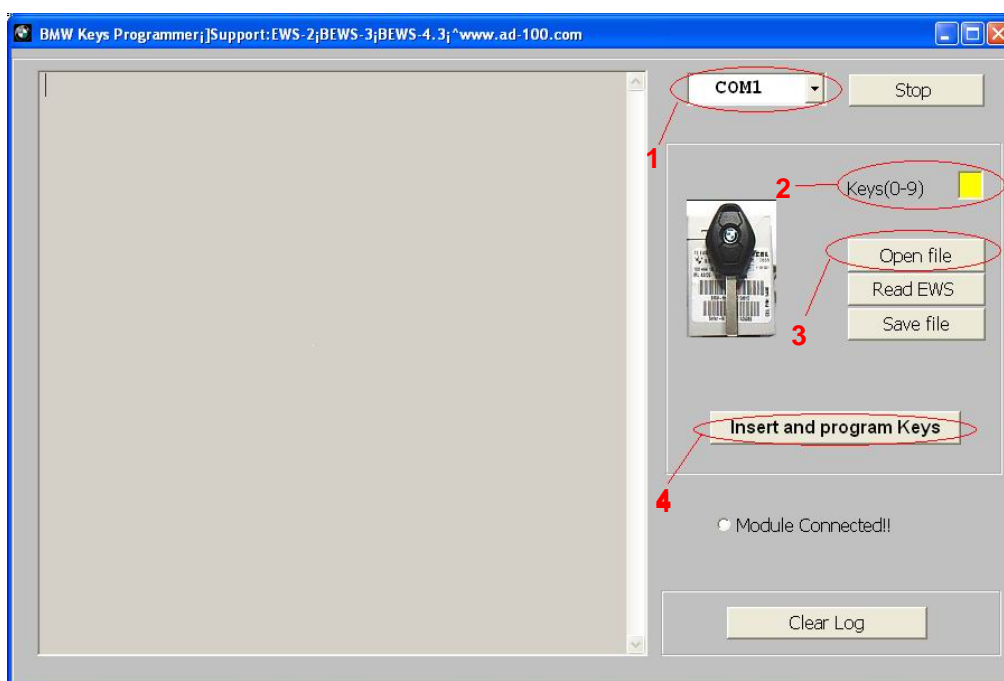 BMW Keys Programmer¡]Support:EWS-2¡BEWS-3¡BEWS-4.3¡^www.ad-100.com
COM1
Stop
1
2
Keys(0-9)
Open file
Read EWS
3
Save file
Insert and program Keys
4
Module Connected!!
Clear Log